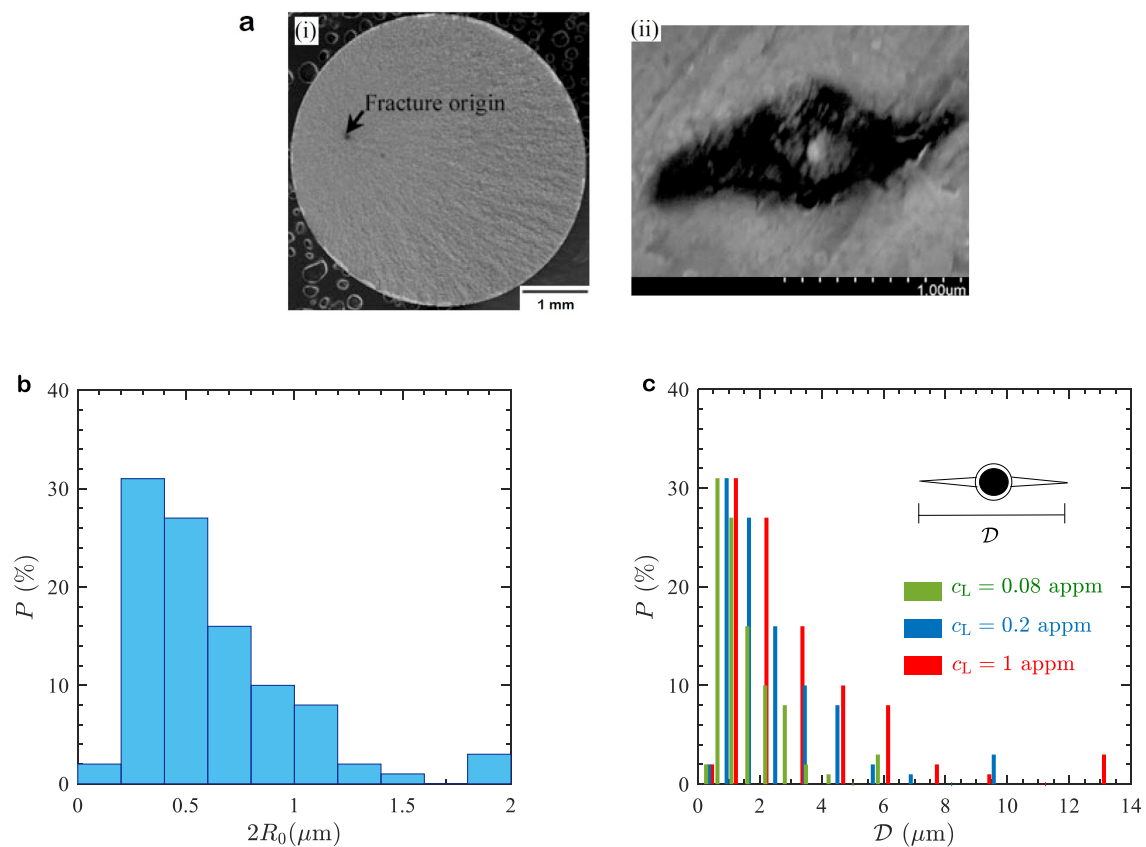 a
(i)
Fracture origin
1 mm
(ii)
1.00um
b
40
30
20
10
0
P (%)
0
0.5
1
1.5
2
2R₀(μm)
c
40
30
20
10
0
P (%)
𝒟
c_L = 0.08 appm
c_L = 0.2 appm
c_L = 1 appm
0
2
4
6
8
10
12
14
𝒟 (μm)